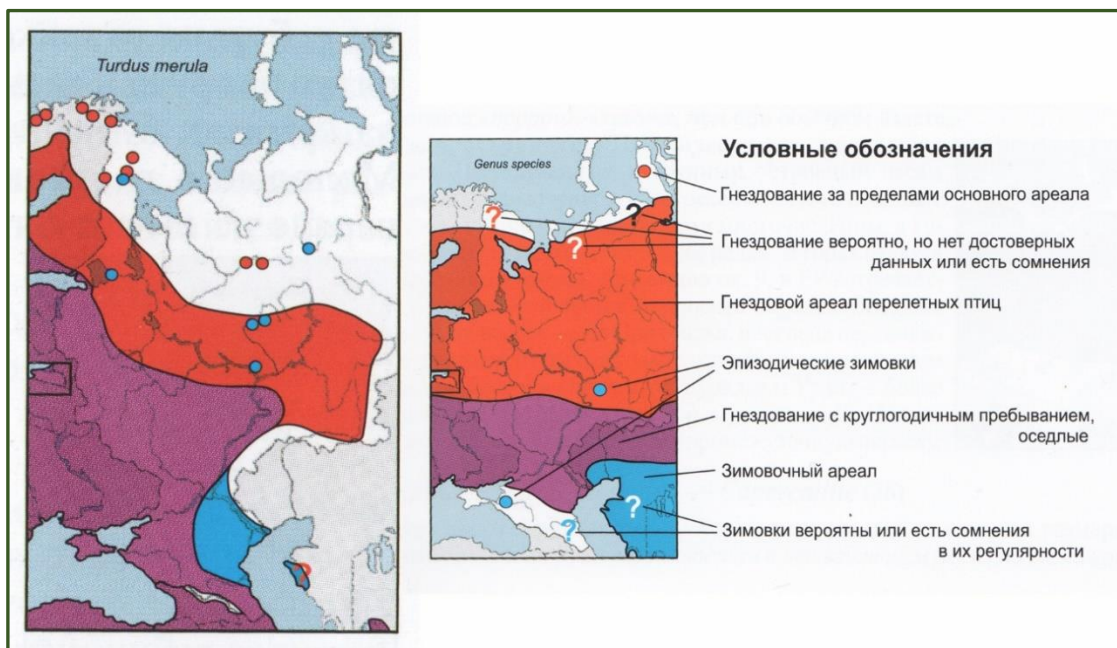 Turdus merula
Genus species
?
?
?
?
?
?
Условные обозначения
Гнездование за пределами основного ареала
Гнездование вероятно, но нет достоверных
данных или есть сомнения
Гнездовой ареал перелетных птиц
Эпизодические зимовки
Гнездование с круглогодичным пребыванием,
оседлые
Зимовочный ареал
Зимовки вероятны или есть сомнения
в их регулярности